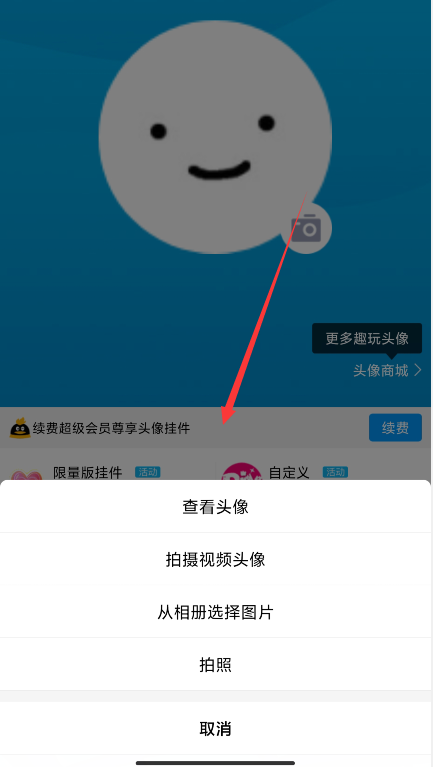 更多趣玩头像
头像商城
续费超级会员尊享头像挂件
续费
限量版挂件 活动
自定义 活动
查看头像
拍摄视频头像
从相册选择图片
拍照
取消